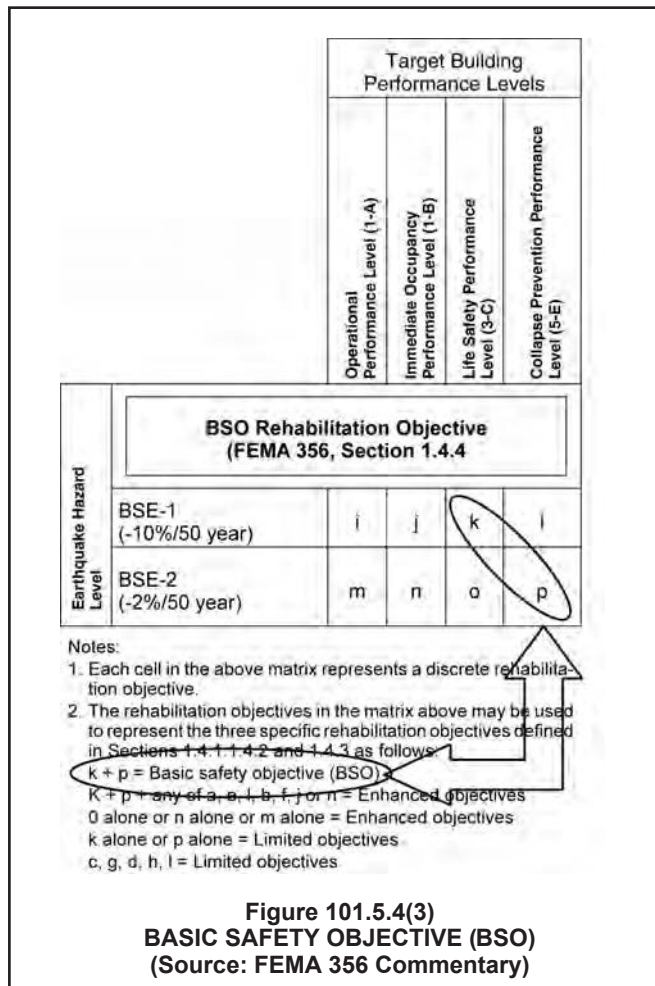 Target Building
Performance Levels
Operational
Performance Level (1-A)
Immediate Occupancy
Performance Level (1-B)
Life Safety Performance
Level (3-C)
Collapse Prevention Performance
Level (5-E)
Earthquake Hazard
Level
BSO Rehabilitation Objective
(FEMA 356, Section 1.4.4
BSE-1 i j k l
(-10%/50 year)
BSE-2 m n o p
(-2%/50 year)
Notes:
1. Each cell in the above matrix represents a discrete rehabilita-
tion objective.
2. The rehabilitation objectives in the matrix above may be used
to represent the three specific rehabilitation objectives defined
in Sections 1.4.1.1.4.2 and 1.4.3 as follows:
k + p = Basic safety objective (BSO)
K + p + any of a, e, I, b, f, j or n = Enhanced objectives
0 alone or n alone or m alone = Enhanced objectives
k alone or p alone = Limited objectives
c, g, d, h, l = Limited objectives
Figure 101.5.4(3)
BASIC SAFETY OBJECTIVE (BSO)
(Source: FEMA 356 Commentary)